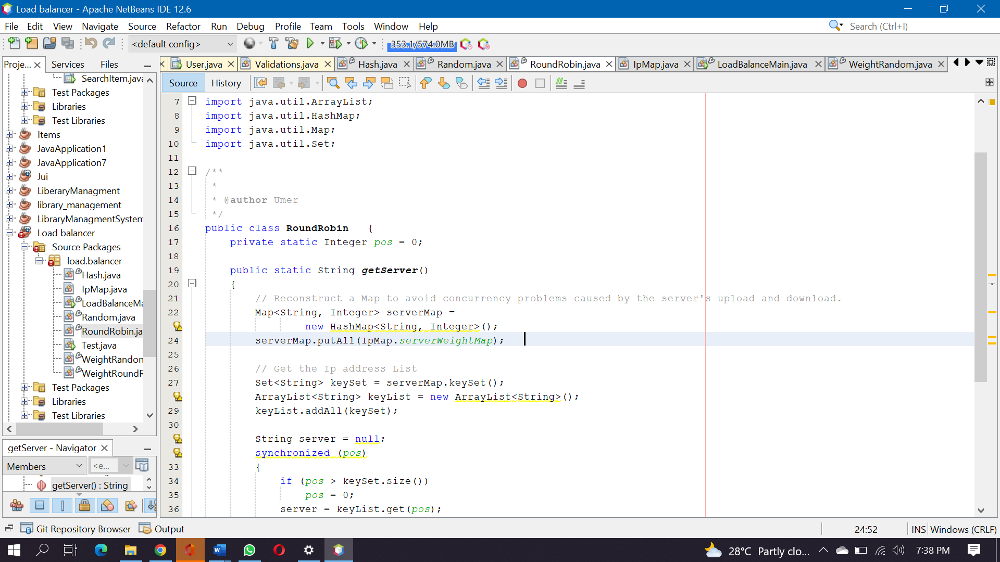 Load balancer - Apache NetBeans IDE 12.6
File Edit View Navigate Source Refactor Run Debug Profile Team Tools Window Help
Search (Ctrl+I)
<default config>
353.1/574.0MB
Proje...
Services
Files
User.java
Validations.java
Hash.java
Random.java
RoundRobin.java
IpMap.java
LoadBalanceMain.java
WeightRandom.java
Source
History
SearchItem.java
Test Packages
Libraries
Test Libraries
Items
JavaApplication1
JavaApplication7
Jui
LiberaryManagment
library_management
LibraryManagmentSystem
Load balancer
Source Packages
load.balancer
Hash.java
IpMap.java
LoadBalanceMa
Random.java
RoundRobin.ja
Test.java
WeightRandon
WeightRoundR
Test Packages
Libraries
Test Libraries
getServer - Navigator
Members
<e...
getServer() : String
7 import java.util.ArrayList;
8 import java.util.HashMap;
9 import java.util.Map;
10 import java.util.Set;
11
12 /**
13 *
14 * @author Umer
15 */
16 public class RoundRobin {
17 private static Integer pos = 0;
18
19 public static String getServer()
20 {
21 // Reconstruct a Map to avoid concurrency problems caused by the server's upload and download.
22 Map<String, Integer> serverMap =
new HashMap<String, Integer>();
24 serverMap.putAll(IpMap.serverWeightMap);
25
26 // Get the Ip address List
27 Set<String> keySet = serverMap.keySet();
ArrayList<String> keyList = new ArrayList<String>();
29 keyList.addAll(keySet);
30
String server = null;
synchronized (pos)
33 {
34 if (pos > keySet.size())
35 pos = 0;
36 server = keyList.get(pos);
Git Repository Browser
Output
24:52
INS
Windows (CRLF)
28°C Partly clo...
7:38 PM